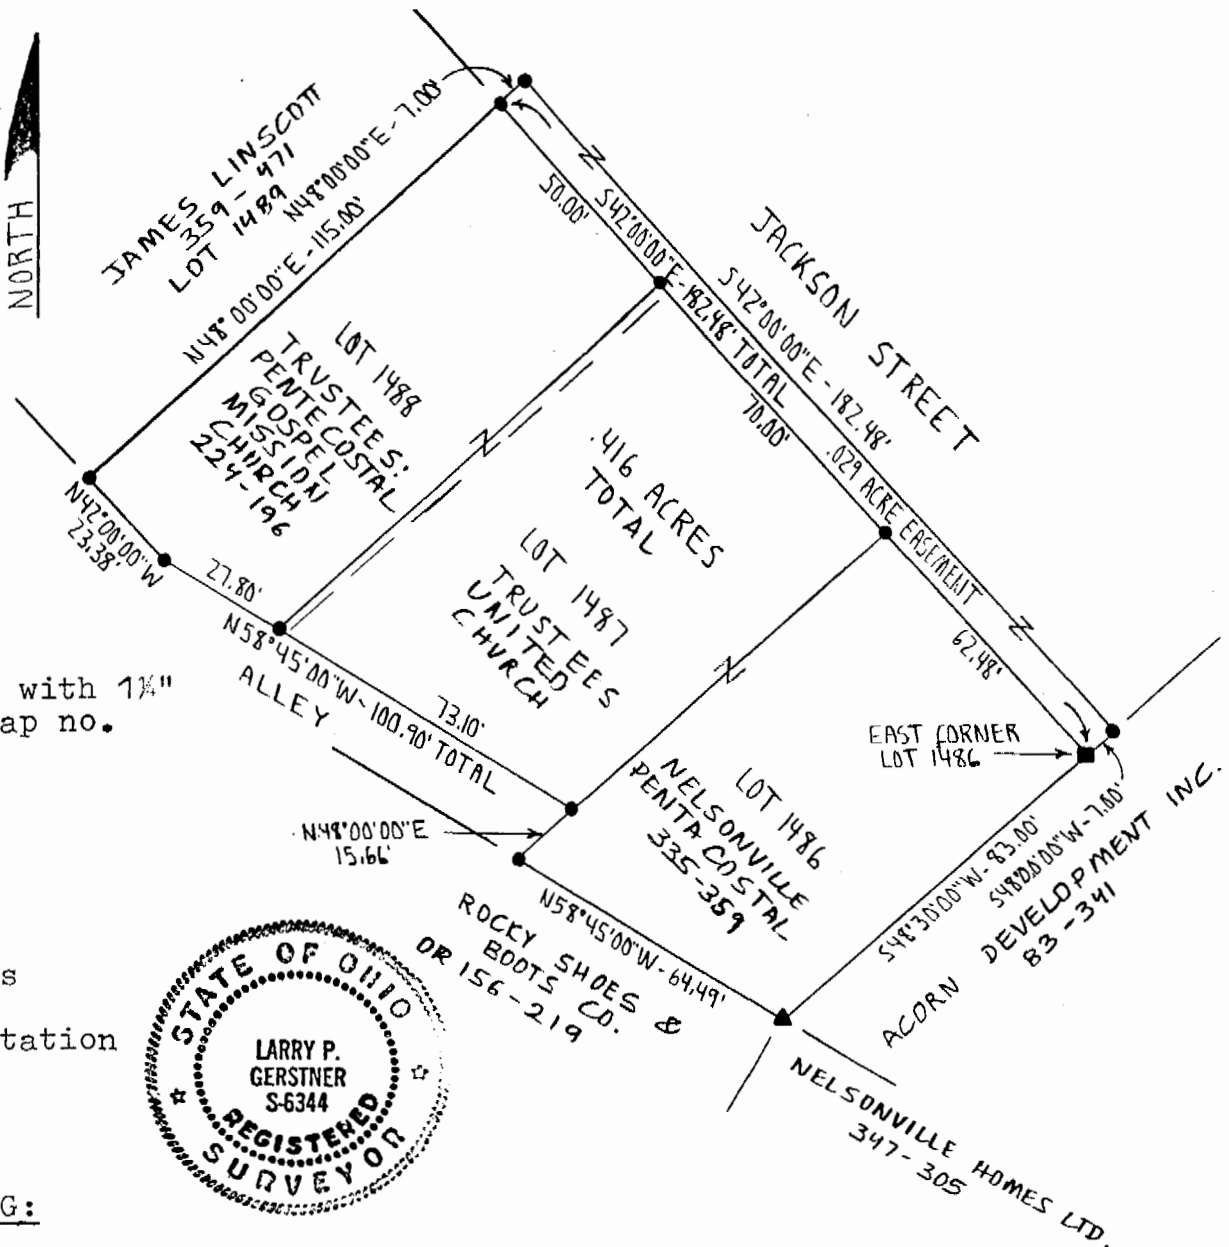 NORTH
JAMES LINSCOTT
359-471
LOT 1489
N48°00'00"E - 7.00'
N48°00'00"E - 115.00'
50.00'
S42°00'00"E - 182.48' TOTAL
S42°00'00"E - 182.48'
JACKSON STREET
70.00'
.029 ACRE EASEMENT
62.48'
LOT 1488
TRUSTEES:
PENTECOSTAL
GOSPEL
MISSION
CHURCH
224-196
.416 ACRES
TOTAL
LOT 1487
TRUSTEES
UNITED
CHURCH
N42°00'00"W
23.38'
27.80'
N58°45'00"W - 100.90' TOTAL
73.10'
ALLEY
with 1¼"
ap no.
EAST CORNER
LOT 1486
N48°00'00"E
15.66'
LOT 1486
NELSONVILLE
PENTACOSTAL
335-359
S48°30'00"W - 83.00'
S48°00'00"W - 7.00'
ACORN DEVELOPMENT INC.
83-341
N58°45'00"W - 64.49'
ROCKY SHOES &
BOOTS CO.
OR 156-219
NELSONVILLE HOMES LTD.
347-305
s
tation
STATE OF OHIO
LARRY P.
GERSTNER
S-6344
REGISTERED
SURVEYOR
G: